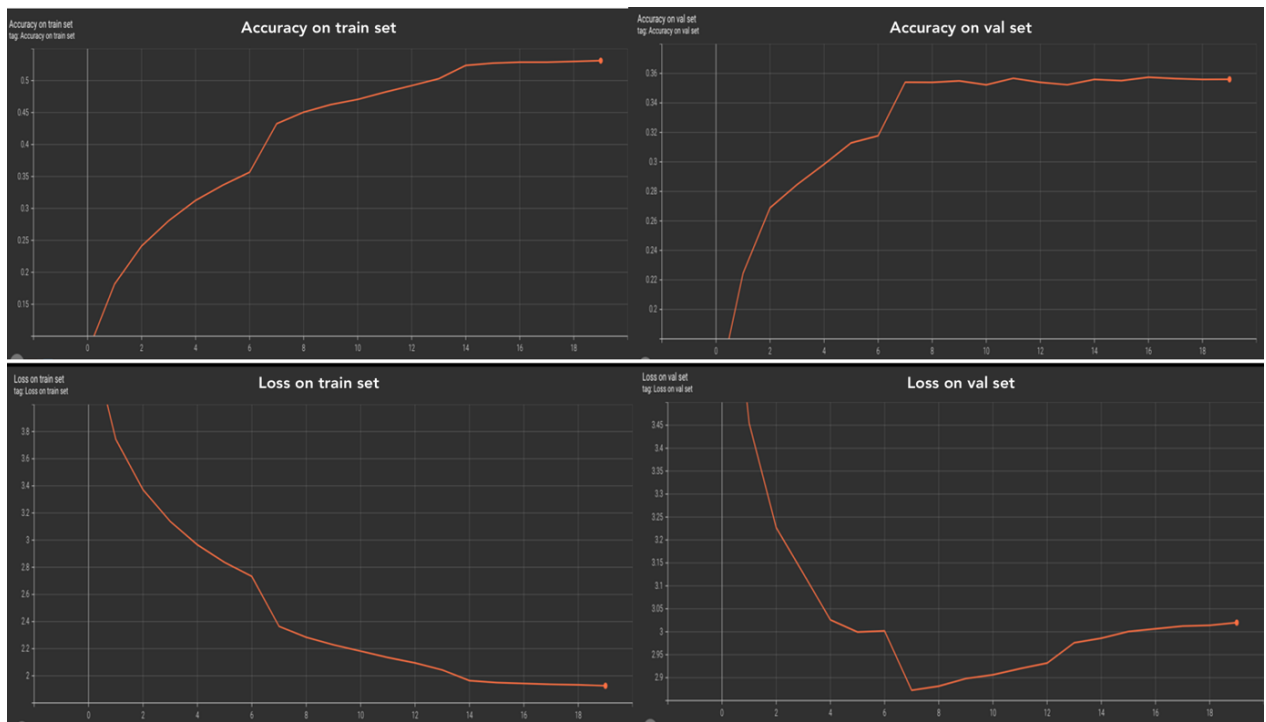 Accuracy on train set
tag: Accuracy on train set
Accuracy on train set
0.5
0.45
0.4
0.35
0.3
0.25
0.2
0.15
0 2 4 6 8 10 12 14 16 18
Accuracy on val set
tag: Accuracy on val set
Accuracy on val set
0.36
0.34
0.32
0.3
0.28
0.26
0.24
0.22
0.2
0 2 4 6 8 10 12 14 16 18
Loss on train set
tag: Loss on train set
Loss on train set
3.8
3.6
3.4
3.2
3
2.8
2.6
2.4
2.2
2
0 2 4 6 8 10 12 14 16 18
Loss on val set
tag: Loss on val set
Loss on val set
3.45
3.4
3.35
3.3
3.25
3.2
3.15
3.1
3.05
3
2.95
2.9
0 2 4 6 8 10 12 14 16 18